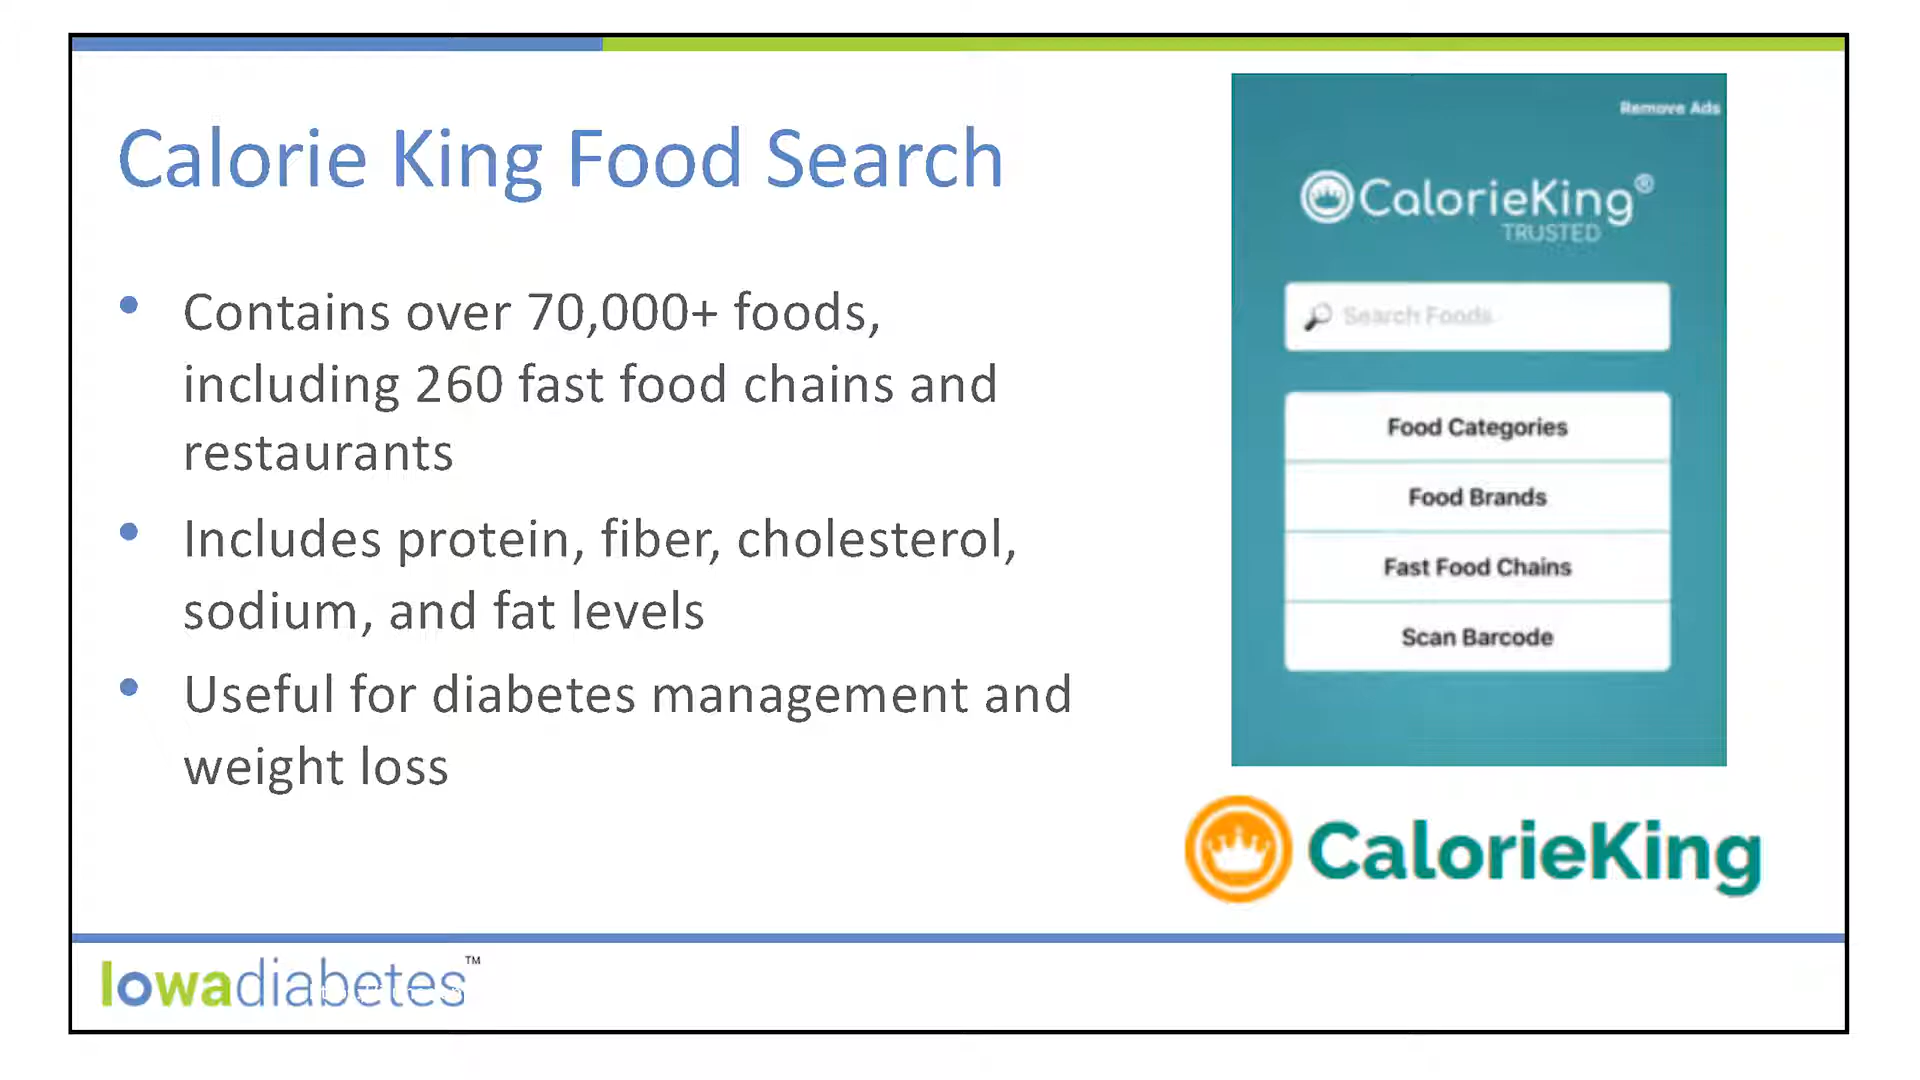 Calorie King Food Search
• Contains over 70,000+ foods,
including 260 fast food chains and
restaurants
• Includes protein, fiber, cholesterol,
sodium, and fat levels
• Useful for diabetes management and
weight loss
Remove Ads
CalorieKing®
TRUSTED
Search Foods
Food Categories
Food Brands
Fast Food Chains
Scan Barcode
CalorieKing
Iowadiabetes™